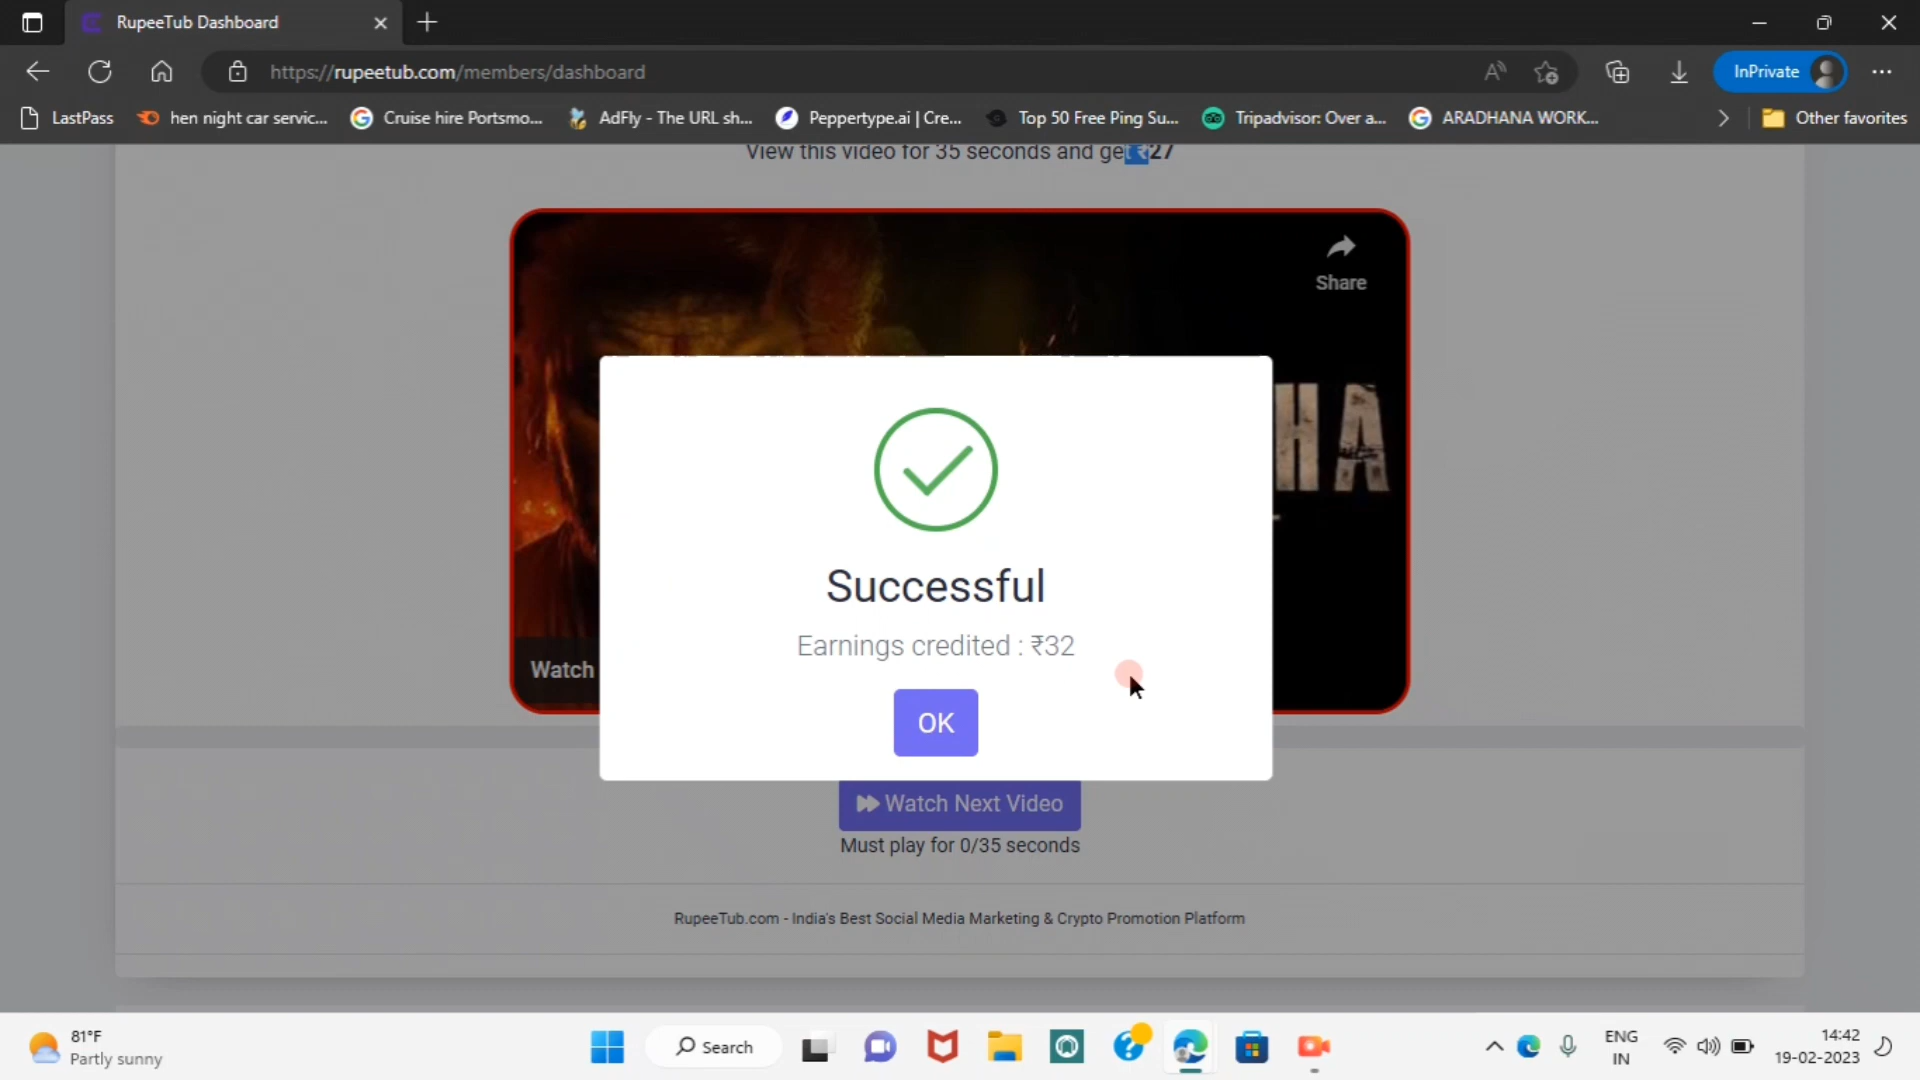 RupeeTub Dashboard
https://rupeetub.com/members/dashboard
InPrivate
LastPass
hen night car servic...
Cruise hire Portsmo...
AdFly - The URL sh...
Peppertype.ai | Cre...
Top 50 Free Ping Su...
Tripadvisor: Over a...
ARADHANA WORK...
Other favorites
View this video for 35 seconds and get ₹27
Share
HA
Successful
Earnings credited : ₹32
Watch
OK
Watch Next Video
Must play for 0/35 seconds
RupeeTub.com - India's Best Social Media Marketing & Crypto Promotion Platform
81°F
Partly sunny
Search
ENG
IN
14:42
19-02-2023